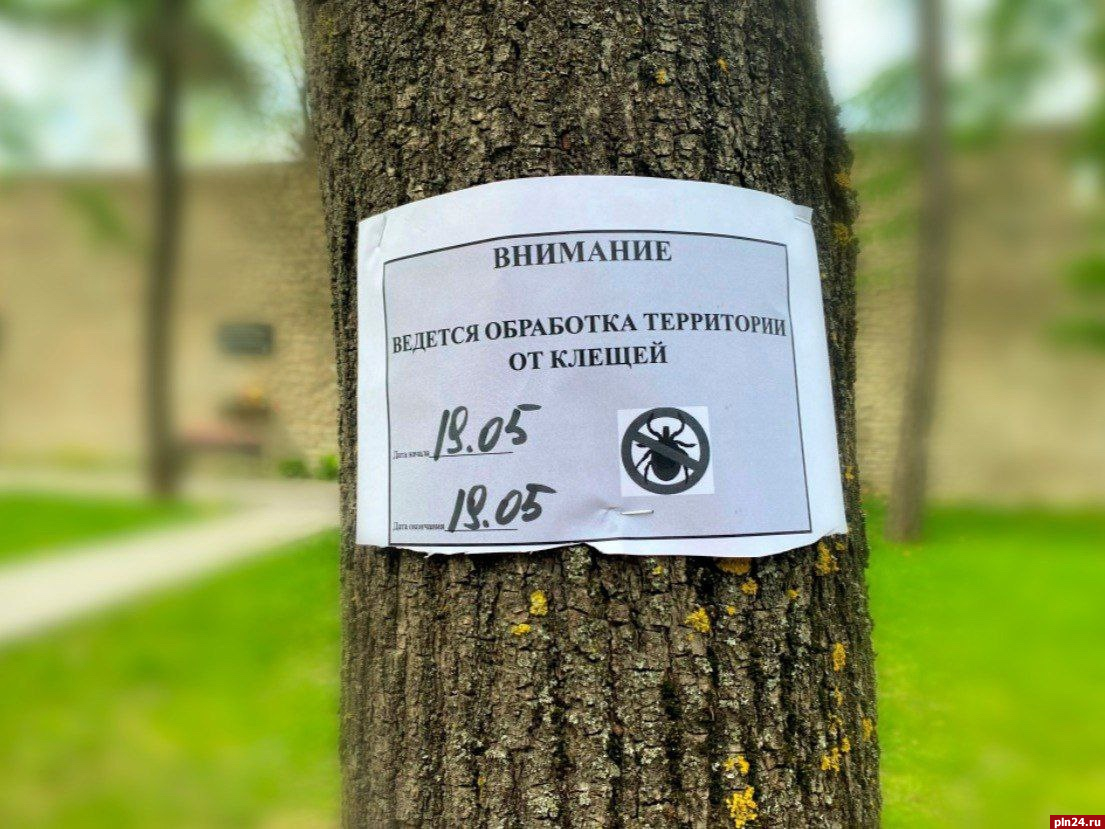 ВНИМАНИЕ
ВЕДЕТСЯ ОБРАБОТКА ТЕРРИТОРИИ
ОТ КЛЕЩЕЙ
Дата начала 19.05
Дата окончания 19.05
pln24.ru